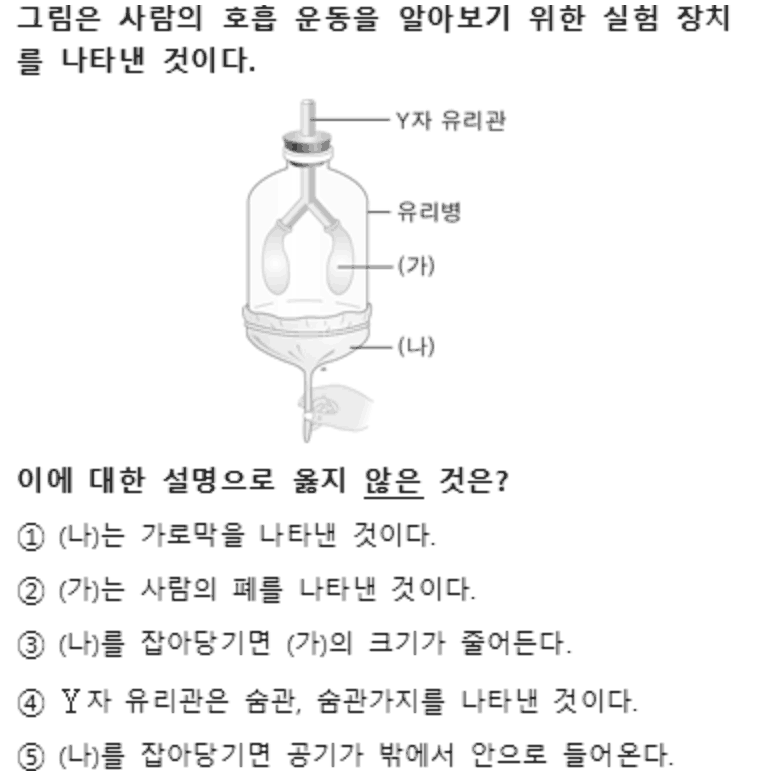 그림은 사람의 호흡 운동을 알아보기 위한 실험 장치
를 나타낸 것이다.
Y자 유리관
유리병
(가)
(나)
이에 대한 설명으로 옳지 않은 것은?
① (나)는 가로막을 나타낸 것이다.
② (가)는 사람의 폐를 나타낸 것이다.
③ (나)를 잡아당기면 (가)의 크기가 줄어든다.
④ Y자 유리관은 숨관, 숨관가지를 나타낸 것이다.
⑤ (나)를 잡아당기면 공기가 밖에서 안으로 들어온다.